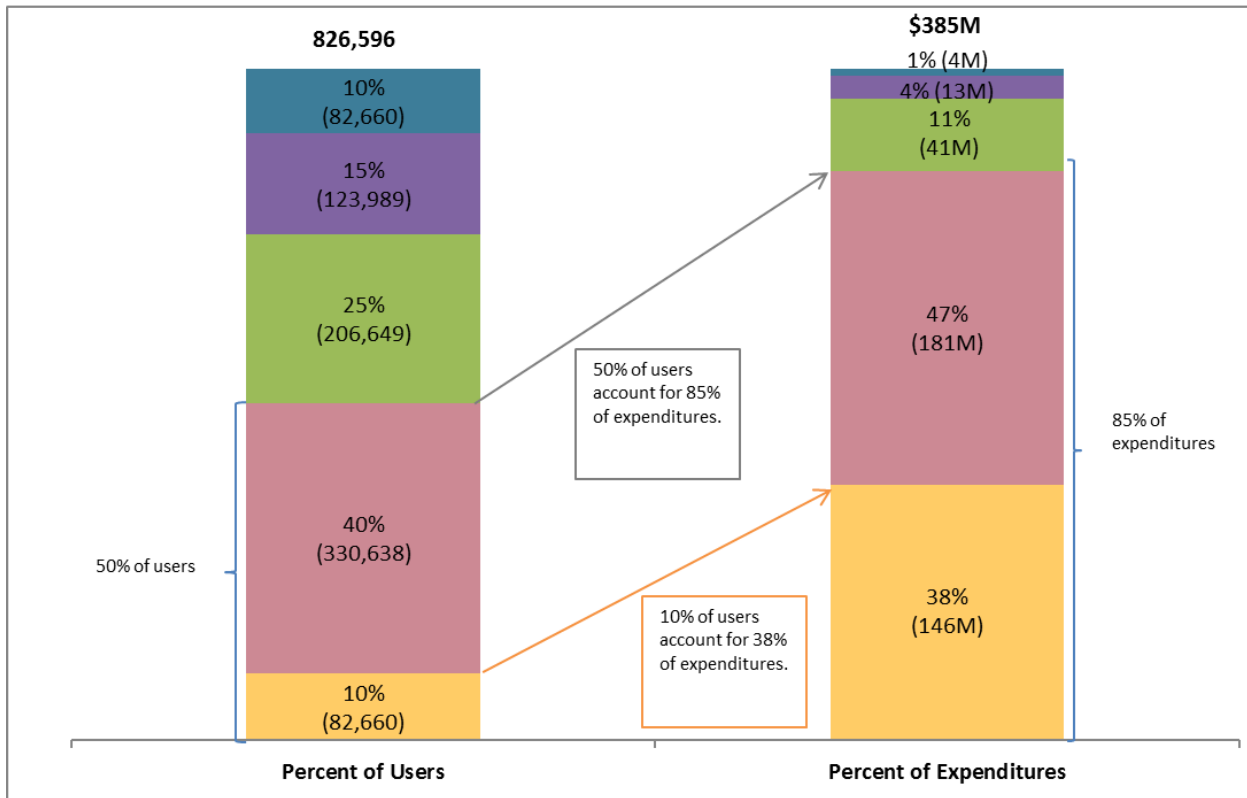 826,596
10%
(82,660)
15%
(123,989)
25%
(206,649)
40%
(330,638)
10%
(82,660)
50% of users
Percent of Users
50% of users
account for 85%
of expenditures.
10% of users
account for 38%
of expenditures.
$385M
1% (4M)
4% (13M)
11%
(41M)
47%
(181M)
38%
(146M)
85% of
expenditures
Percent of Expenditures